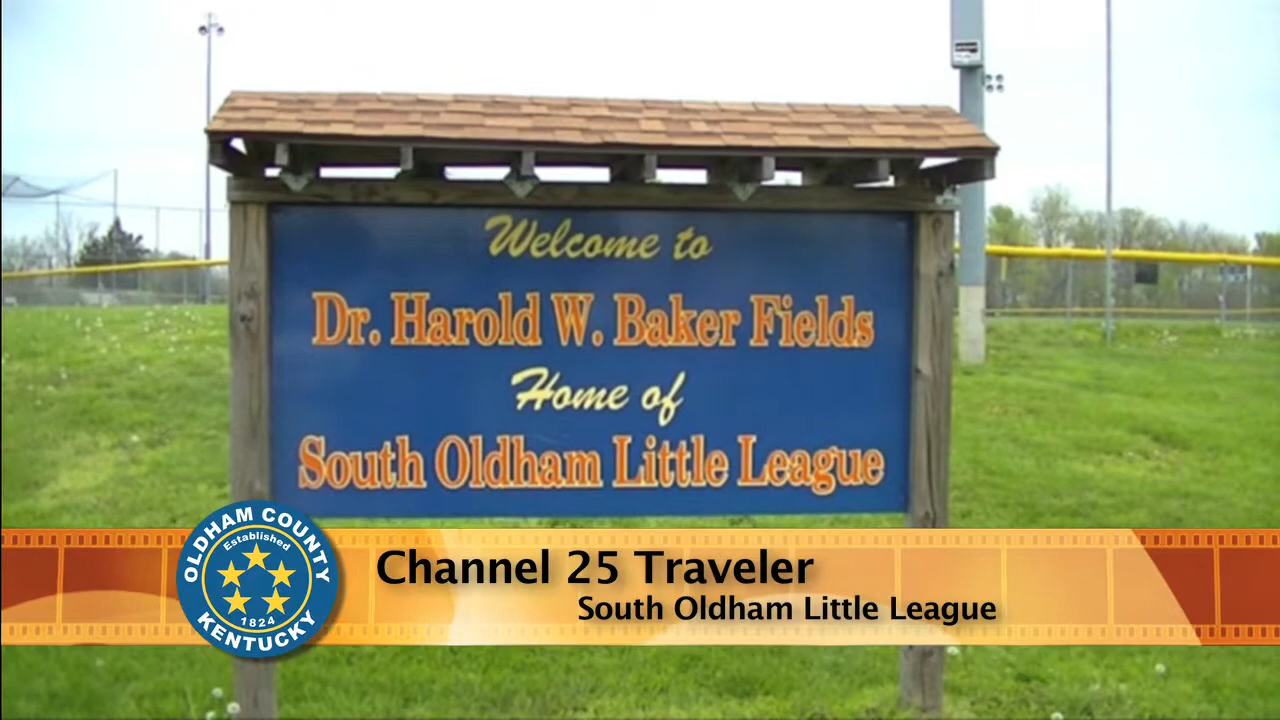 Welcome to
Dr. Harold W. Baker Fields
Home of
South Oldham Little League
OLDHAM COUNTY
Established
1824
KENTUCKY
Channel 25 Traveler
South Oldham Little League